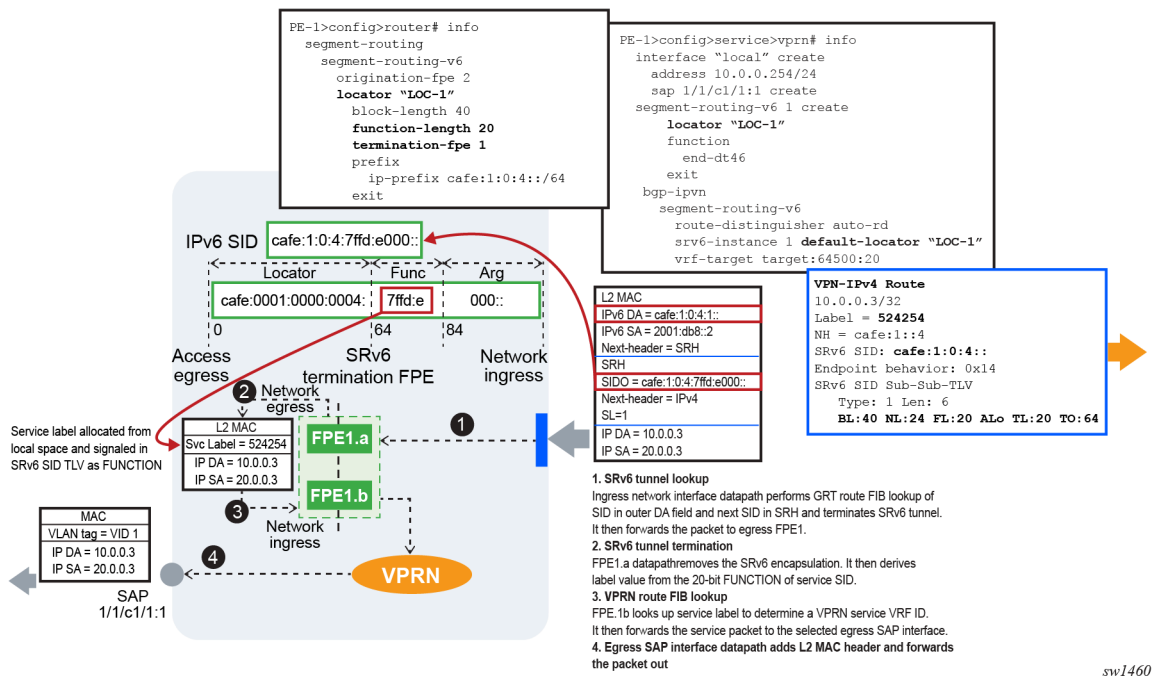 PE-1>config>router# info
segment-routing
segment-routing-v6
origination-fpe 2
locator “LOC-1”
block-length 40
function-length 20
termination-fpe 1
prefix
ip-prefix cafe:1:0:4::/64
exit
PE-1>config>service>vprn# info
interface “local” create
address 10.0.0.254/24
sap 1/1/c1/1:1 create
segment-routing-v6 1 create
locator “LOC-1”
function
end-dt46
exit
bgp-ipvn
segment-routing-v6
route-distinguisher auto-rd
srv6-instance 1 default-locator “LOC-1”
vrf-target target:64500:20
VPN-IPv4 Route
10.0.0.3/32
Label = 524254
NH = cafe:1::4
SRv6 SID: cafe:1:0:4::
Endpoint behavior: 0x14
SRv6 SID Sub-Sub-TLV
Type: 1 Len: 6
BL:40 NL:24 FL:20 ALo TL:20 TO:64
IPv6 SID
cafe:1:0:4:7ffd:e000::
Locator
Func
Arg
cafe:0001:0000:0004:
7ffd:e
000::
0
64
84
Access
egress
SRv6
termination FPE
Network
ingress
L2 MAC
IPv6 DA = cafe:1:0:4:1::
IPv6 SA = 2001:db8::2
Next-header = SRH
SRH
SIDO = cafe:1:0:4:7ffd:e000::
Next-header = IPv4
SL=1
IP DA = 10.0.0.3
IP SA = 20.0.0.3
2
Network
egress
1
L2 MAC
Svc Label = 524254
IP DA = 10.0.0.3
IP SA = 20.0.0.3
FPE1.a
FPE1.b
Service label allocated from
local space and signaled in
SRv6 SID TLV as FUNCTION
3
Network
ingress
MAC
VLAN tag = VID 1
IP DA = 10.0.0.3
IP SA = 20.0.0.3
4
VPRN
SAP
1/1/c1/1:1
1. SRv6 tunnel lookup
Ingress network interface datapath performs GRT route FIB lookup of
SID in outer DA field and next SID in SRH and terminates SRv6 tunnel.
It then forwards the packet to egress FPE1.
2. SRv6 tunnel termination
FPE1.a datapathremoves the SRv6 encapsulation. It then derives
label value from the 20-bit FUNCTION of service SID.
3. VPRN route FIB lookup
FPE.1b looks up service label to determine a VPRN service VRF ID.
It then forwards the service packet to the selected egress SAP interface.
4. Egress SAP interface datapath adds L2 MAC header and forwards
the packet out
sw1460